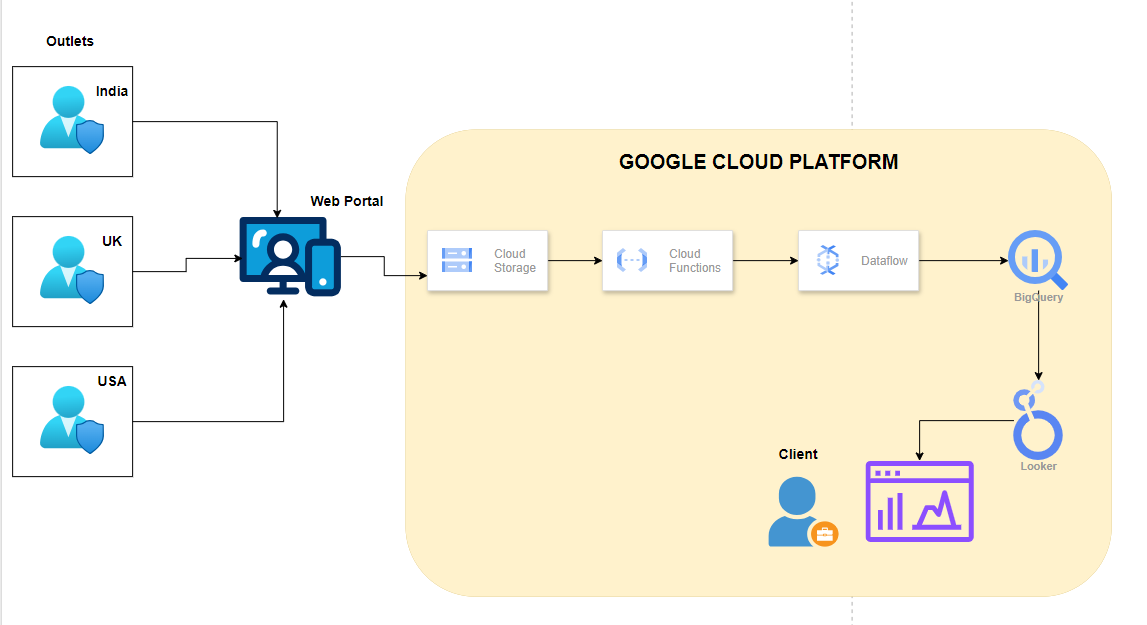 Outlets
India
UK
USA
Web Portal
GOOGLE CLOUD PLATFORM
Cloud
Storage
Cloud
Functions
Dataflow
BigQuery
Looker
Client